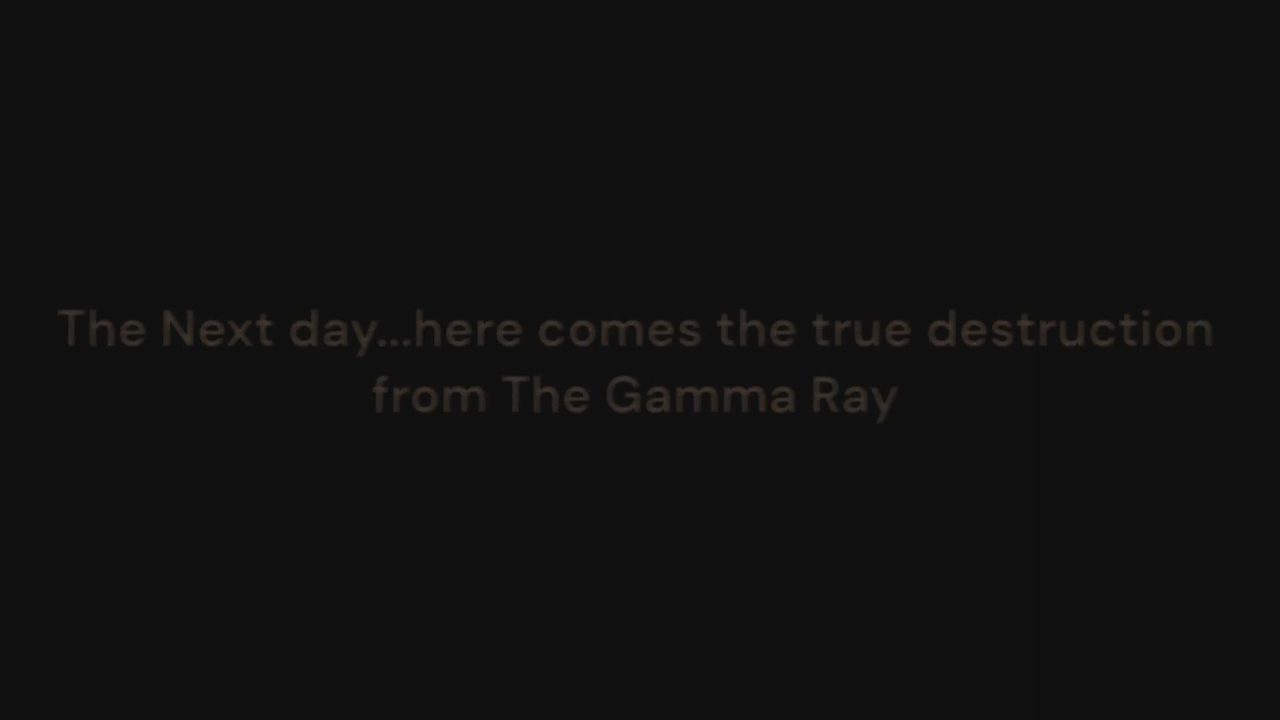 The Next day...here comes the true destruction
from The Gamma Ray